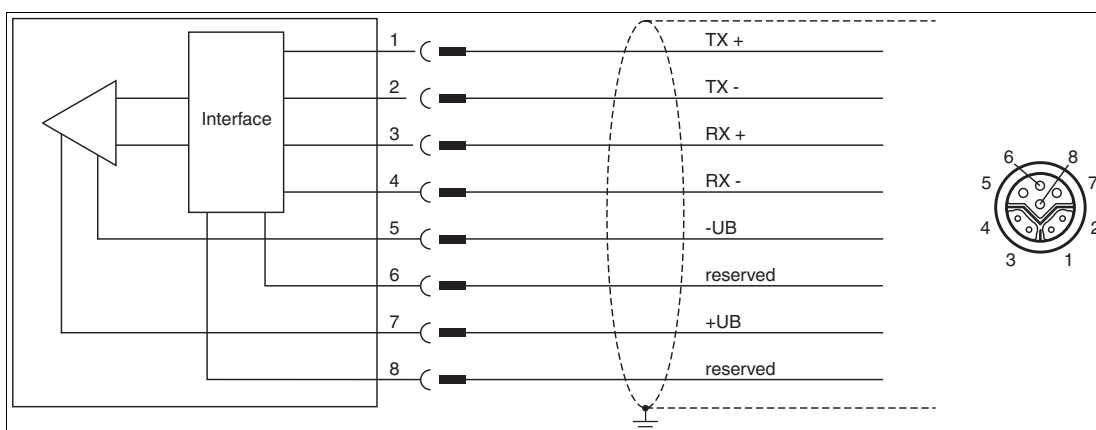 1 TX +
2 TX -
Interface
3 RX +
4 RX -
5 -UB
6 reserved
7 +UB
8 reserved
6 8
5 7
4 2
3 1